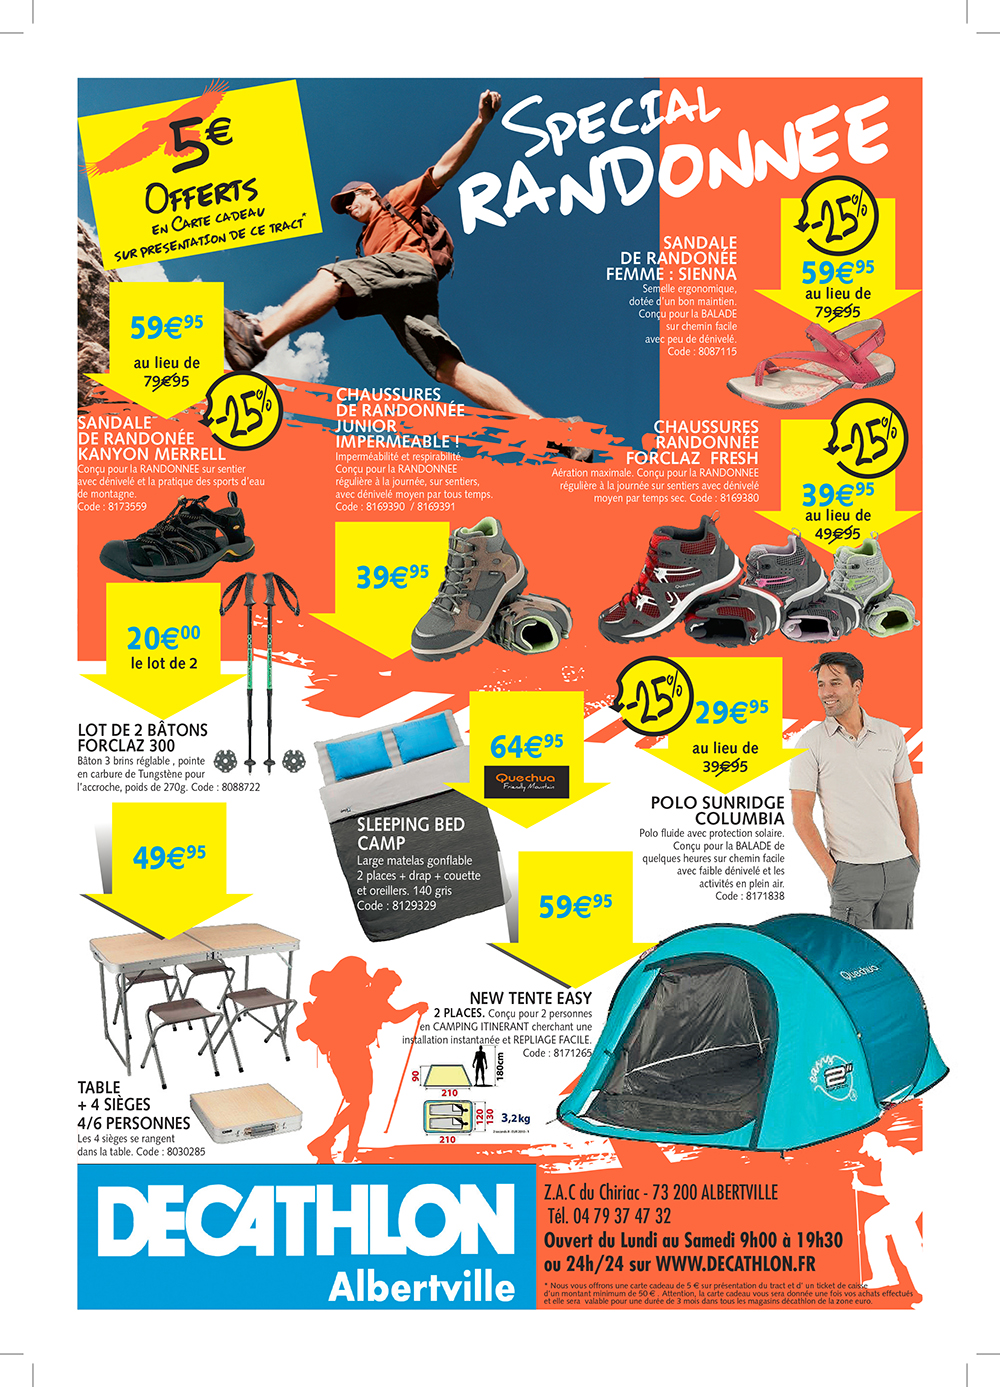 5€
OFFERTS
EN CARTE CADEAU
SUR PRESENTATION DE CE TRACT*
SPECIAL
RANDONNEE
-25%
59€95
au lieu de
79€95
SANDALE
DE RANDONÉE
FEMME : SIENNA
Semelle ergonomique,
dotée d'un bon maintien.
Conçu pour la BALADE
sur chemin facile
avec peu de dénivelé.
Code : 8087115
59€95
au lieu de
79€95
-25%
SANDALE
DE RANDONÉE
KANYON MERRELL
Conçu pour la RANDONNEE sur sentier
avec dénivelé et la pratique des sports d'eau
de montagne.
Code : 8173559
CHAUSSURES
DE RANDONNÉE
JUNIOR
IMPERMEABLE !
Imperméabilité et respirabilité.
Conçu pour la RANDONNEE
régulière à la journée, sur sentiers,
avec dénivelé moyen par tous temps.
Code : 8169390 / 8169391
39€95
CHAUSSURES
RANDONNÉE
FORCLAZ FRESH
Aération maximale. Conçu pour la RANDONNEE
régulière à la journée sur sentiers avec dénivelé
moyen par temps sec. Code : 8169380
-25%
39€95
au lieu de
49€95
20€00
le lot de 2
LOT DE 2 BÂTONS
FORCLAZ 300
Bâton 3 brins réglable , pointe
en carbure de Tungstène pour
l'accroche, poids de 270g. Code : 8088722
64€95
Quechua
Friendly Mountain
SLEEPING BED
CAMP
Large matelas gonflable
2 places + drap + couette
et oreillers. 140 gris
Code : 8129329
-25%
29€95
au lieu de
39€95
POLO SUNRIDGE
COLUMBIA
Polo fluide avec protection solaire.
Conçu pour la BALADE de
quelques heures sur chemin facile
avec faible dénivelé et les
activités en plein air.
Code : 8171838
49€95
TABLE
+ 4 SIÈGES
4/6 PERSONNES
Les 4 sièges se rangent
dans la table. Code : 8030285
59€95
NEW TENTE EASY
2 PLACES. Conçu pour 2 personnes
en CAMPING ITINERANT cherchant une
installation instantanée et REPLIAGE FACILE.
Code : 8171265
90
210
180cm
120
130
210
3,2kg
Quechua
easy
2"
DECATHLON
Albertville
Z.A.C du Chiriac - 73 200 ALBERTVILLE
Tél. 04 79 37 47 32
Ouvert du Lundi au Samedi 9h00 à 19h30
ou 24h/24 sur WWW.DECATHLON.FR
* Nous vous offrons une carte cadeau de 5 € sur présentation du tract et d' un ticket de caisse
d'un montant minimum de 50 € . Attention, la carte cadeau vous sera donnée une fois vos achats effectués
et elle sera valable pour une durée de 3 mois dans tous les magasins décathlon de la zone euro.